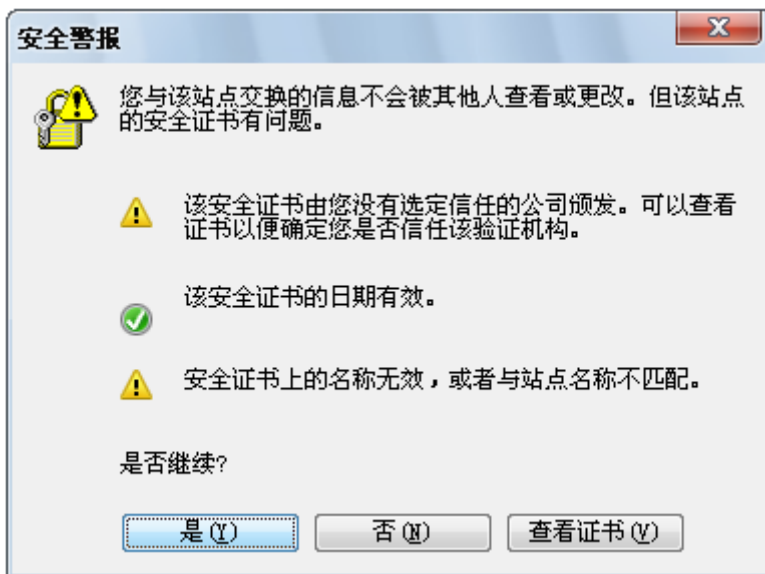 安全警报
您与该站点交换的信息不会被其他人查看或更改。但该站点
的安全证书有问题。
该安全证书由您没有选定信任的公司颁发。可以查看
证书以便确定您是否信任该验证机构。
该安全证书的日期有效。
安全证书上的名称无效，或者与站点名称不匹配。
是否继续?
是(Y) 否(N) 查看证书(V)